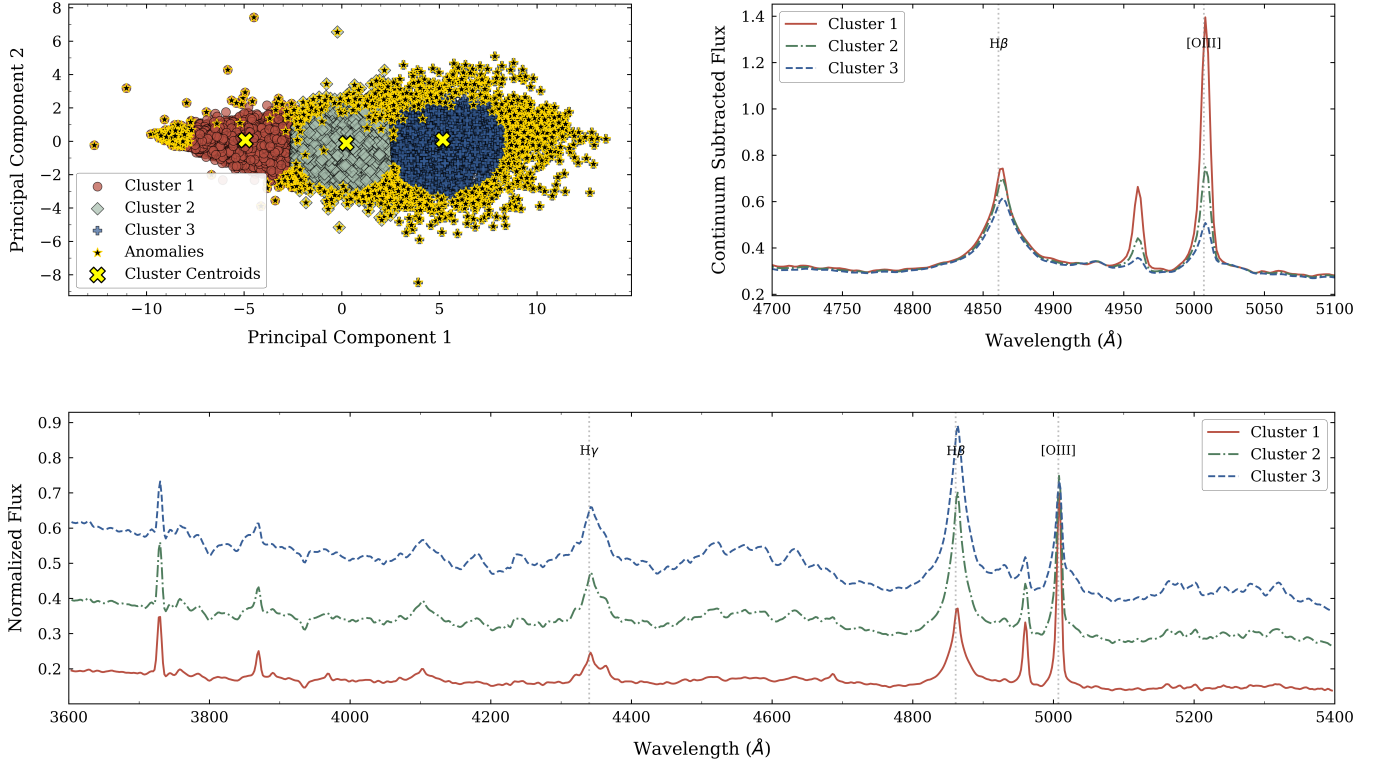 Principal Component 2
8
6
4
2
0
−2
−4
−6
−8
−10
−5
0
5
10
Principal Component 1
Cluster 1
Cluster 2
Cluster 3
Anomalies
Cluster Centroids
Continuum Subtracted Flux
1.4
1.2
1.0
0.8
0.6
0.4
0.2
4700
4750
4800
4850
4900
4950
5000
5050
5100
Wavelength (Å)
Cluster 1
Cluster 2
Cluster 3
Hβ
[OIII]
Normalized Flux
0.9
0.8
0.7
0.6
0.5
0.4
0.3
0.2
3600
3800
4000
4200
4400
4600
4800
5000
5200
5400
Wavelength (Å)
Hγ
Hβ
[OIII]
Cluster 1
Cluster 2
Cluster 3